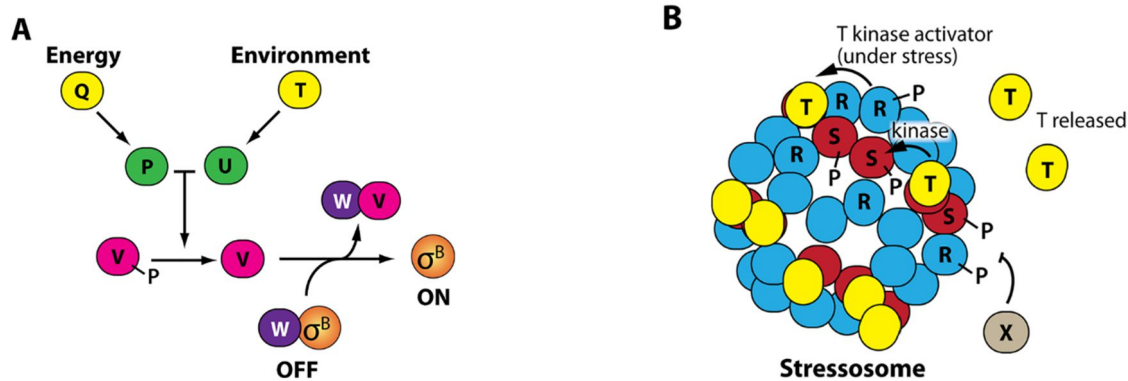 A
Energy
Environment
Q
T
P
U
W
V
V
P
V
σB
ON
W
σB
OFF
B
T kinase activator
(under stress)
T
R
R
P
T
T released
kinase
S
S
R
P
P
T
T
R
S
P
R
P
X
Stressosome